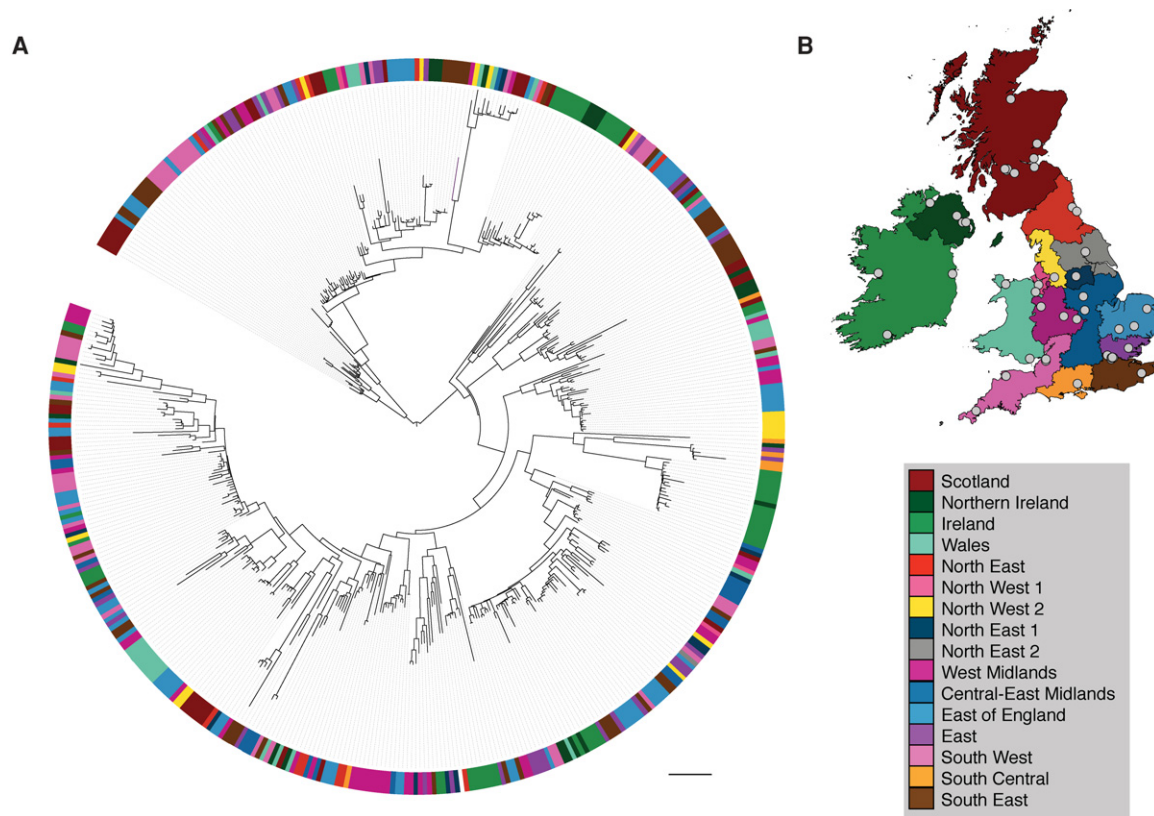 A
B
Scotland
Northern Ireland
Ireland
Wales
North East
North West 1
North West 2
North East 1
North East 2
West Midlands
Central-East Midlands
East of England
East
South West
South Central
South East